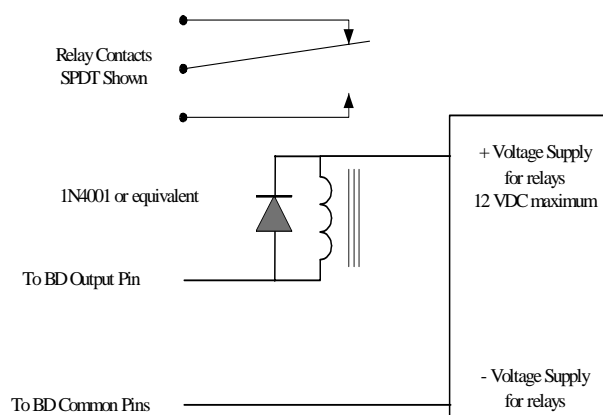 Relay Contacts
SPDT Shown
1N4001 or equivalent
+ Voltage Supply
for relays
12 VDC maximum
To BD Output Pin
- Voltage Supply
for relays
To BD Common Pins